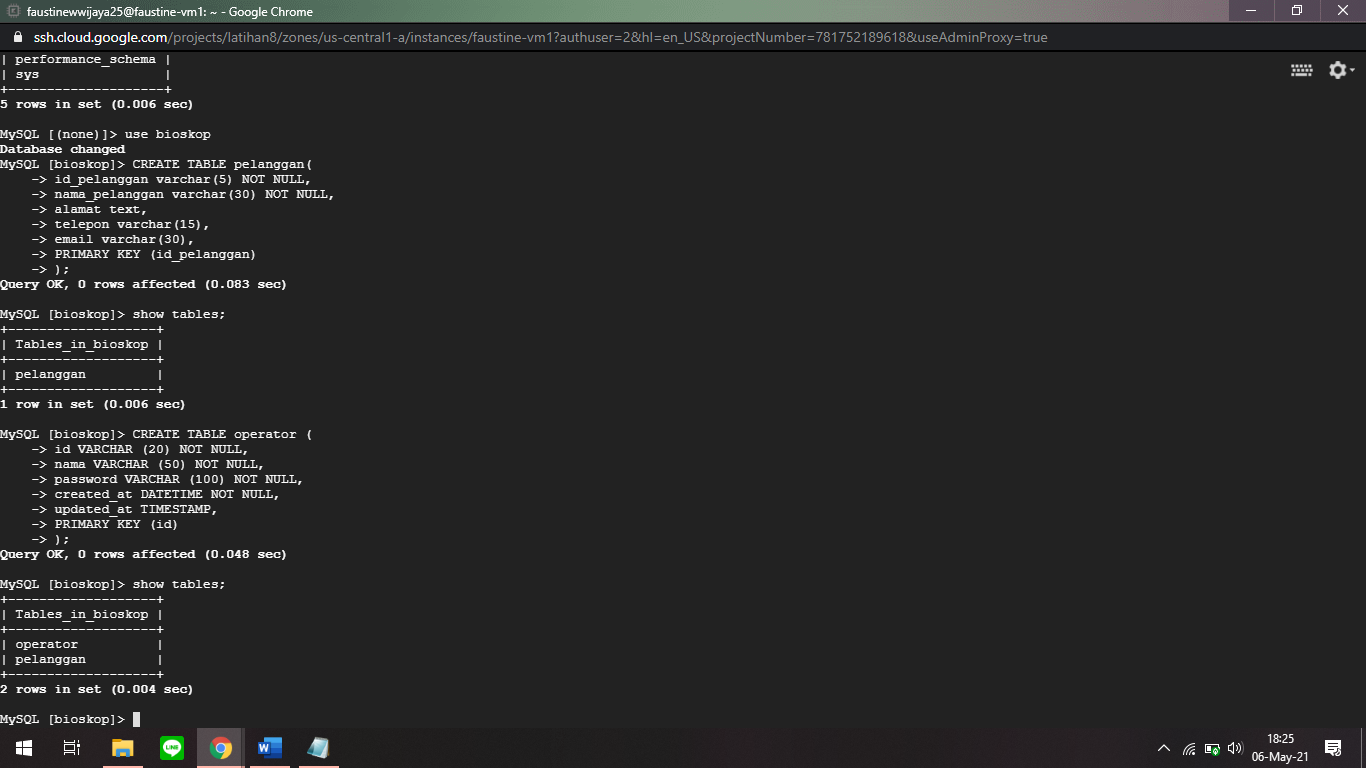 faustinewwijaya25@faustine-vm1: ~ - Google Chrome
ssh.cloud.google.com/projects/latihan8/zones/us-central1-a/instances/faustine-vm1?authuser=2&hl=en_US&projectNumber=781752189618&useAdminProxy=true
| performance_schema |
| sys                |
+--------------------+
5 rows in set (0.006 sec)
MySQL [(none)]> use bioskop
Database changed
MySQL [bioskop]> CREATE TABLE pelanggan(
    -> id_pelanggan varchar(5) NOT NULL,
    -> nama_pelanggan varchar(30) NOT NULL,
    -> alamat text,
    -> telepon varchar(15),
    -> email varchar(30),
    -> PRIMARY KEY (id_pelanggan)
    -> );
Query OK, 0 rows affected (0.083 sec)
MySQL [bioskop]> show tables;
+-------------------+
| Tables_in_bioskop |
+-------------------+
| pelanggan         |
+-------------------+
1 row in set (0.006 sec)
MySQL [bioskop]> CREATE TABLE operator (
    -> id VARCHAR (20) NOT NULL,
    -> nama VARCHAR (50) NOT NULL,
    -> password VARCHAR (100) NOT NULL,
    -> created_at DATETIME NOT NULL,
    -> updated_at TIMESTAMP,
    -> PRIMARY KEY (id)
    -> );
Query OK, 0 rows affected (0.048 sec)
MySQL [bioskop]> show tables;
+-------------------+
| Tables_in_bioskop |
+-------------------+
| operator          |
| pelanggan         |
+-------------------+
2 rows in set (0.004 sec)
MySQL [bioskop]>
LINE
W
18:25
06-May-21